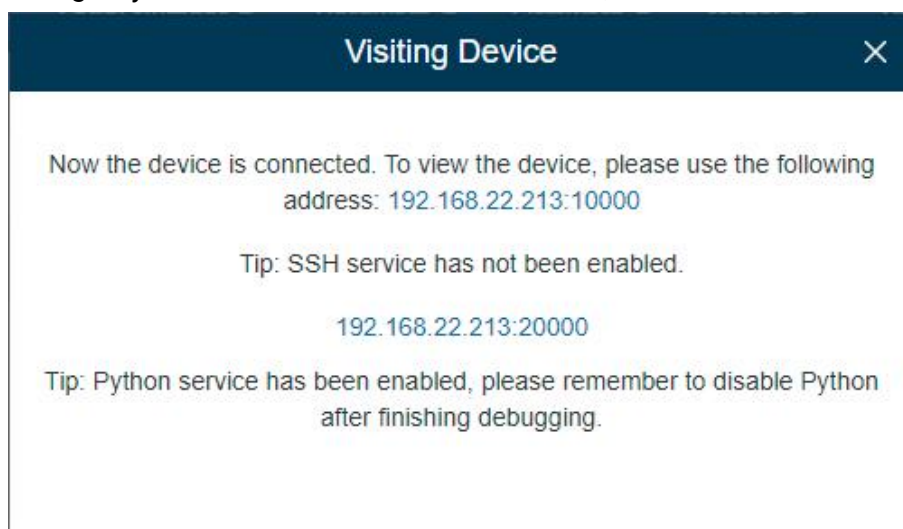 Visiting Device
Now the device is connected. To view the device, please use the following
address: 192.168.22.213:10000
Tip: SSH service has not been enabled.
192.168.22.213:20000
Tip: Python service has been enabled, please remember to disable Python
after finishing debugging.